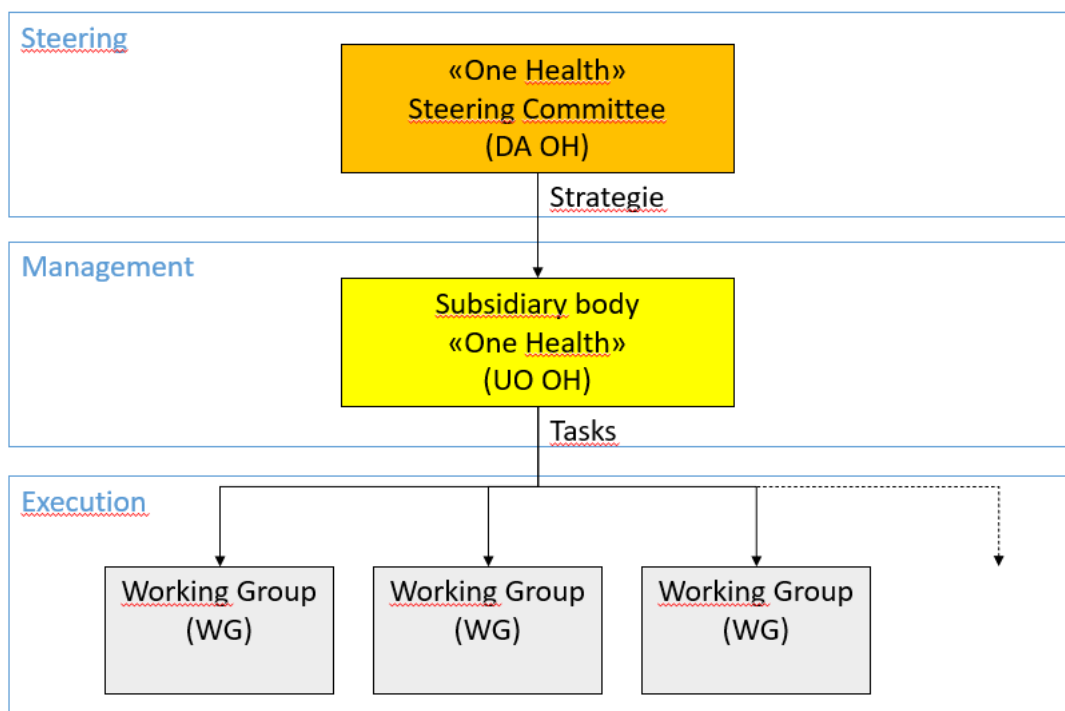 Steering
«One Health»
Steering Committee
(DA OH)
Strategie
Management
Subsidiary body
«One Health»
(UO OH)
Tasks
Execution
Working Group
(WG)
Working Group
(WG)
Working Group
(WG)